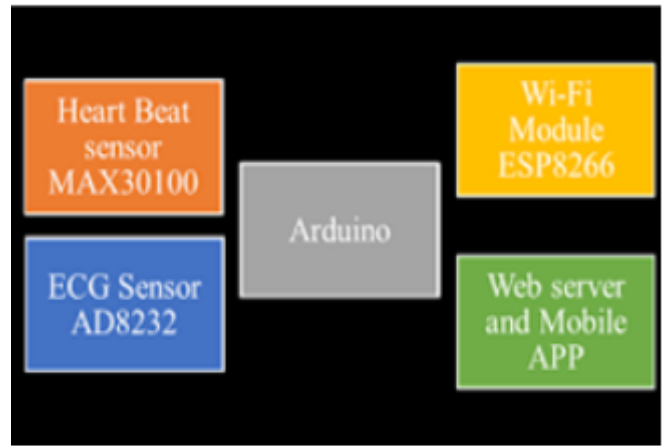 Heart Beat
sensor
MAX30100
ECG Sensor
AD8232
Arduino
Wi-Fi
Module
ESP8266
Web server
and Mobile
APP